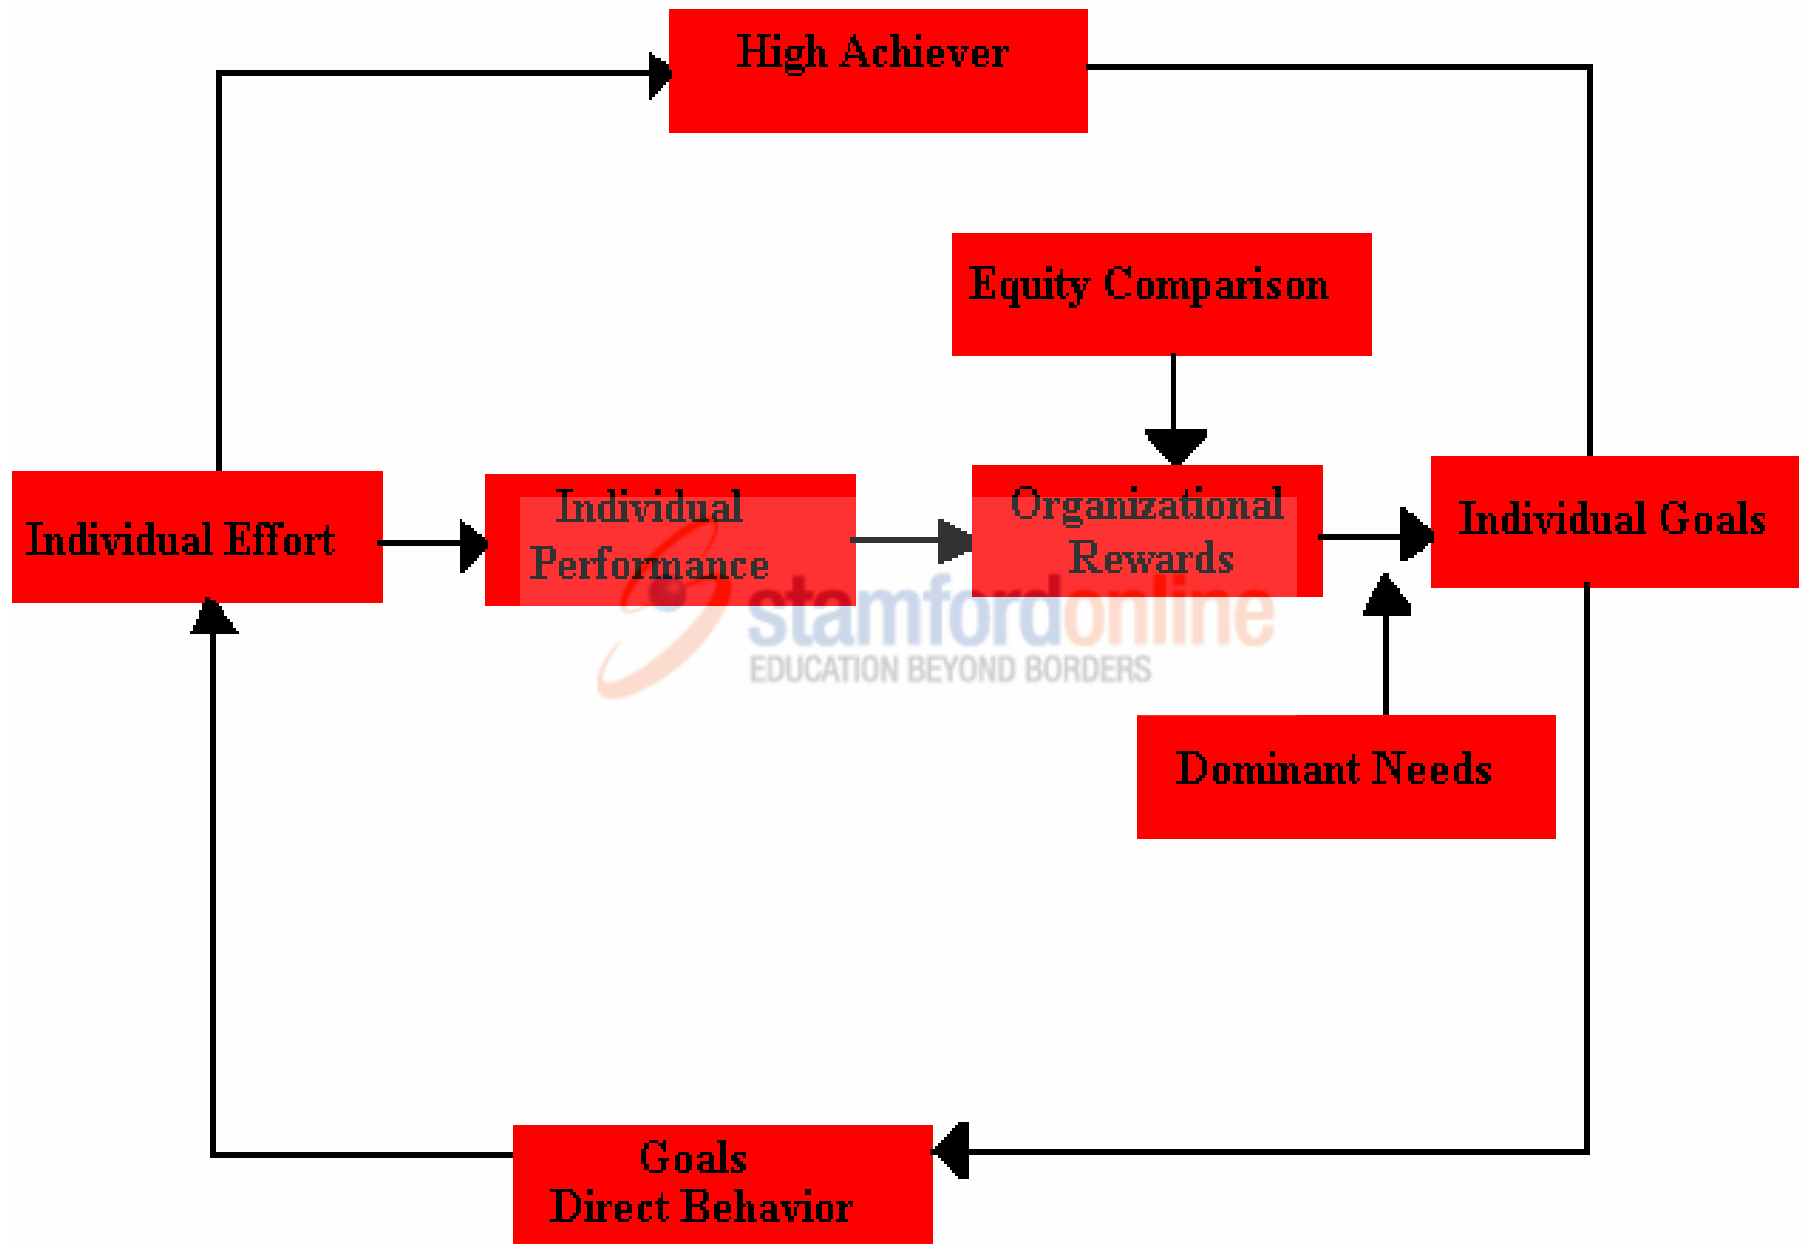 High Achiever
Equity Comparison
Individual Effort
Individual
Performance
Organizational
Rewards
Individual Goals
stamfordonline
EDUCATION BEYOND BORDERS
Dominant Needs
Goals
Direct Behavior